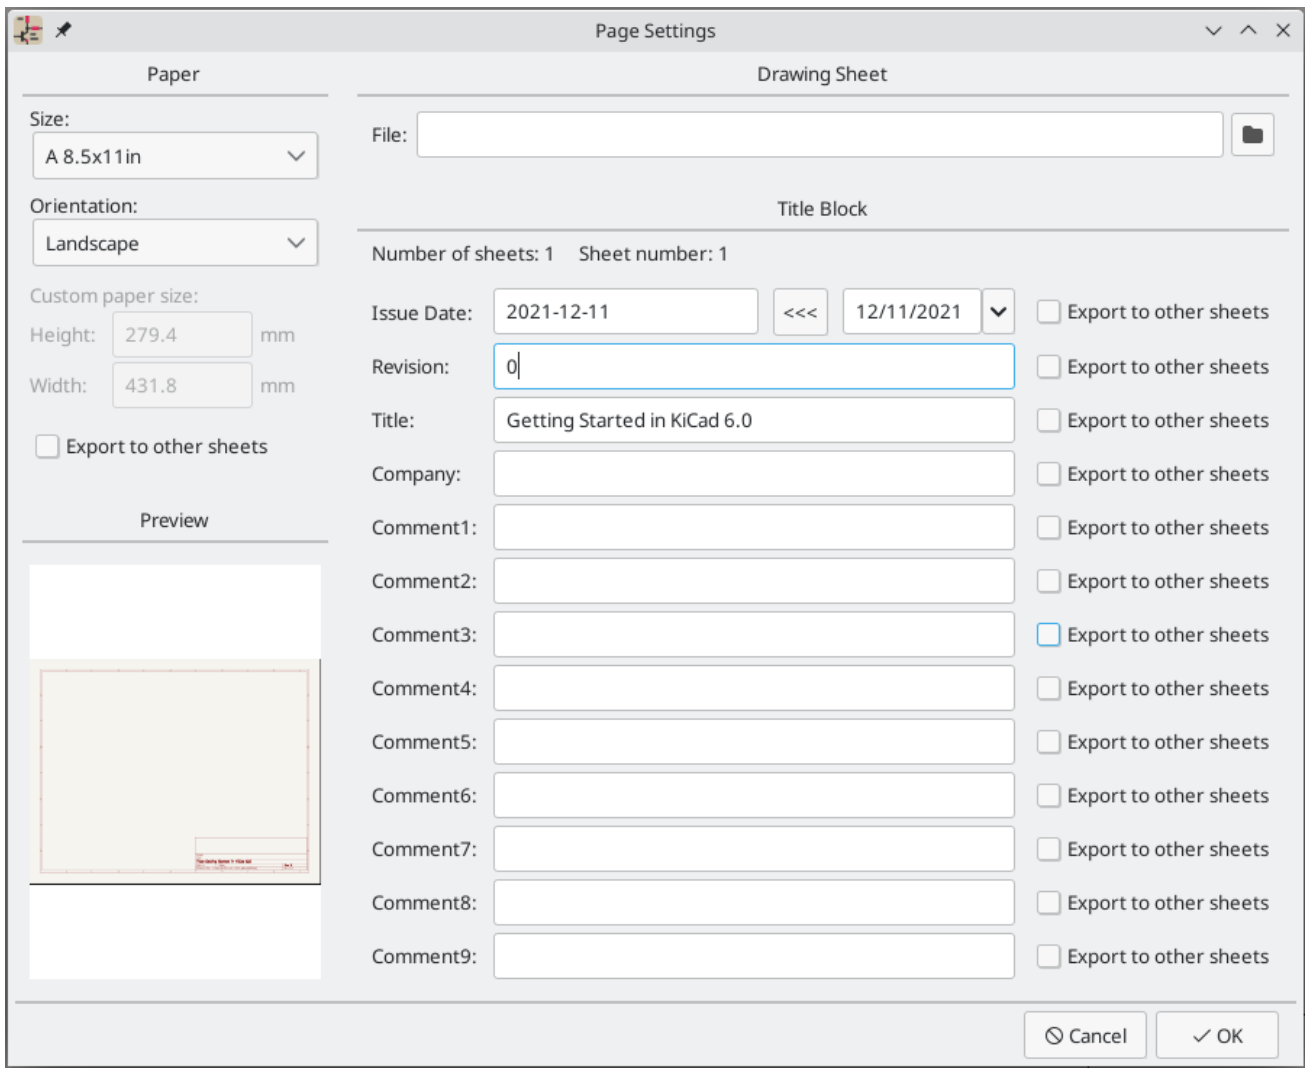 Page Settings
Paper
Size:
A 8.5x11in
Orientation:
Landscape
Custom paper size:
Height: 279.4 mm
Width: 431.8 mm
Export to other sheets
Preview
Drawing Sheet
File:
Title Block
Number of sheets: 1 Sheet number: 1
Issue Date: 2021-12-11 <<< 12/11/2021 Export to other sheets
Revision: 0 Export to other sheets
Title: Getting Started in KiCad 6.0 Export to other sheets
Company: Export to other sheets
Comment1: Export to other sheets
Comment2: Export to other sheets
Comment3: Export to other sheets
Comment4: Export to other sheets
Comment5: Export to other sheets
Comment6: Export to other sheets
Comment7: Export to other sheets
Comment8: Export to other sheets
Comment9: Export to other sheets
Cancel OK